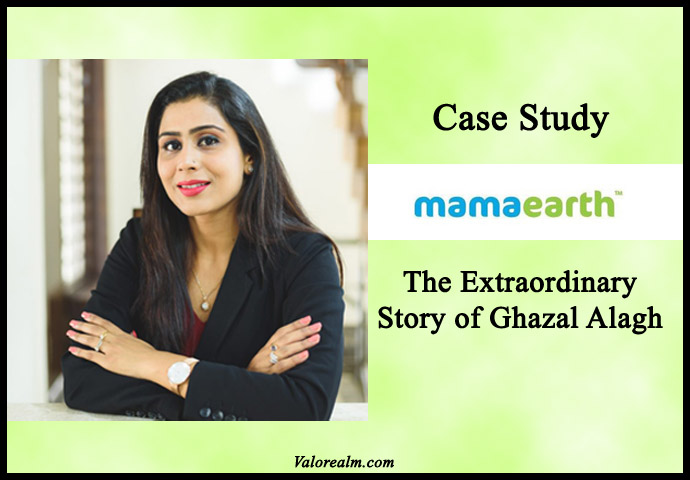 Case Study
mamaearth™
The Extraordinary
Story of Ghazal Alagh
Valorealm.com